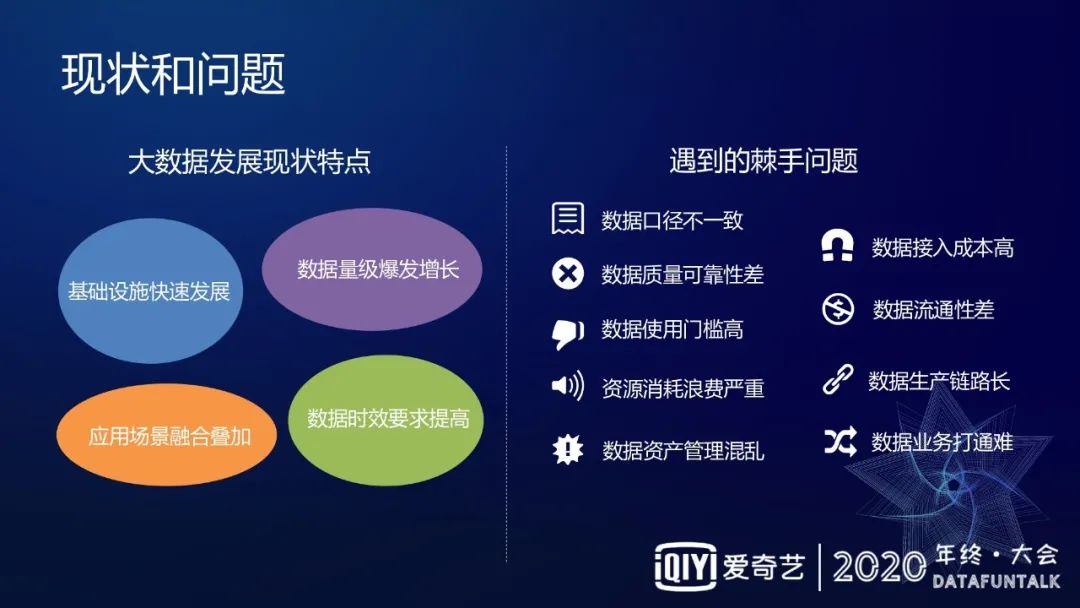 现状和问题
大数据发展现状特点
基础设施快速发展
数据量级爆发增长
应用场景融合叠加
数据时效要求提高
遇到的棘手问题
数据口径不一致
数据质量可靠性差
数据使用门槛高
资源消耗浪费严重
数据资产管理混乱
数据接入成本高
数据流通性差
数据生产链路长
数据业务打通难
iQIYI 爱奇艺
2020 年终·大会
DATAFUNTALK